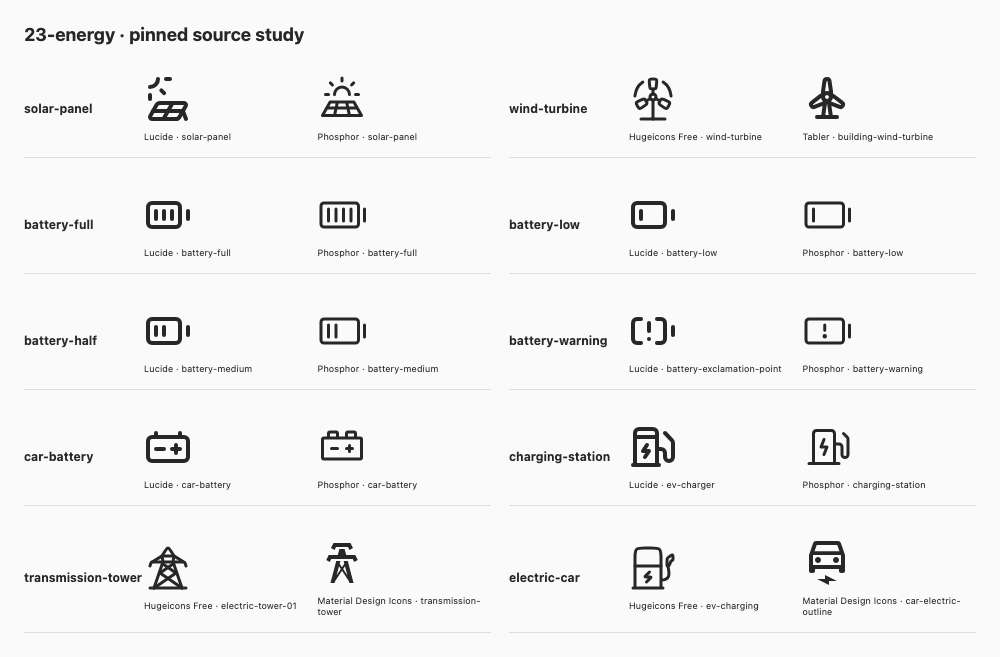 23-energy · pinned source study
solar-panel
Lucide · solar-panel
Phosphor · solar-panel
wind-turbine
Hugeicons Free · wind-turbine
Tabler · building-wind-turbine
battery-full
Lucide · battery-full
Phosphor · battery-full
battery-low
Lucide · battery-low
Phosphor · battery-low
battery-half
Lucide · battery-medium
Phosphor · battery-medium
battery-warning
Lucide · battery-exclamation-point
Phosphor · battery-warning
car-battery
Lucide · car-battery
Phosphor · car-battery
charging-station
Lucide · ev-charger
Phosphor · charging-station
transmission-tower
Hugeicons Free · electric-tower-01
Material Design Icons · transmission-
tower
electric-car
Hugeicons Free · ev-charging
Material Design Icons · car-electric-
outline